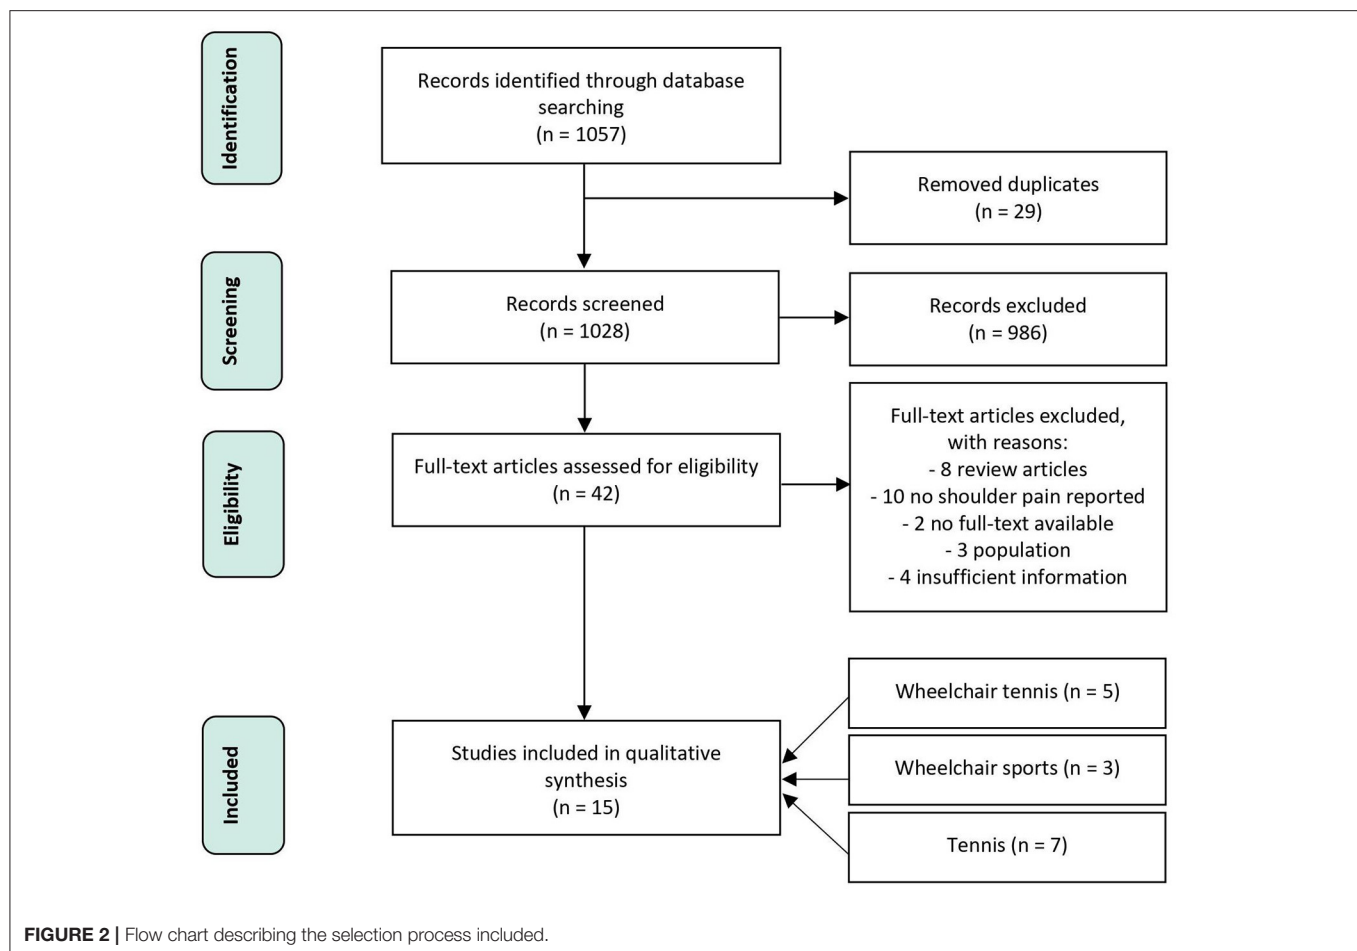 Identification
Records identified through database
searching
(n = 1057)
Removed duplicates
(n = 29)
Screening
Records screened
(n = 1028)
Records excluded
(n = 986)
Eligibility
Full-text articles assessed for eligibility
(n = 42)
Full-text articles excluded,
with reasons:
- 8 review articles
- 10 no shoulder pain reported
- 2 no full-text available
- 3 population
- 4 insufficient information
Included
Studies included in qualitative
synthesis
(n = 15)
Wheelchair tennis (n = 5)
Wheelchair sports (n = 3)
Tennis (n = 7)
FIGURE 2 | Flow chart describing the selection process included.